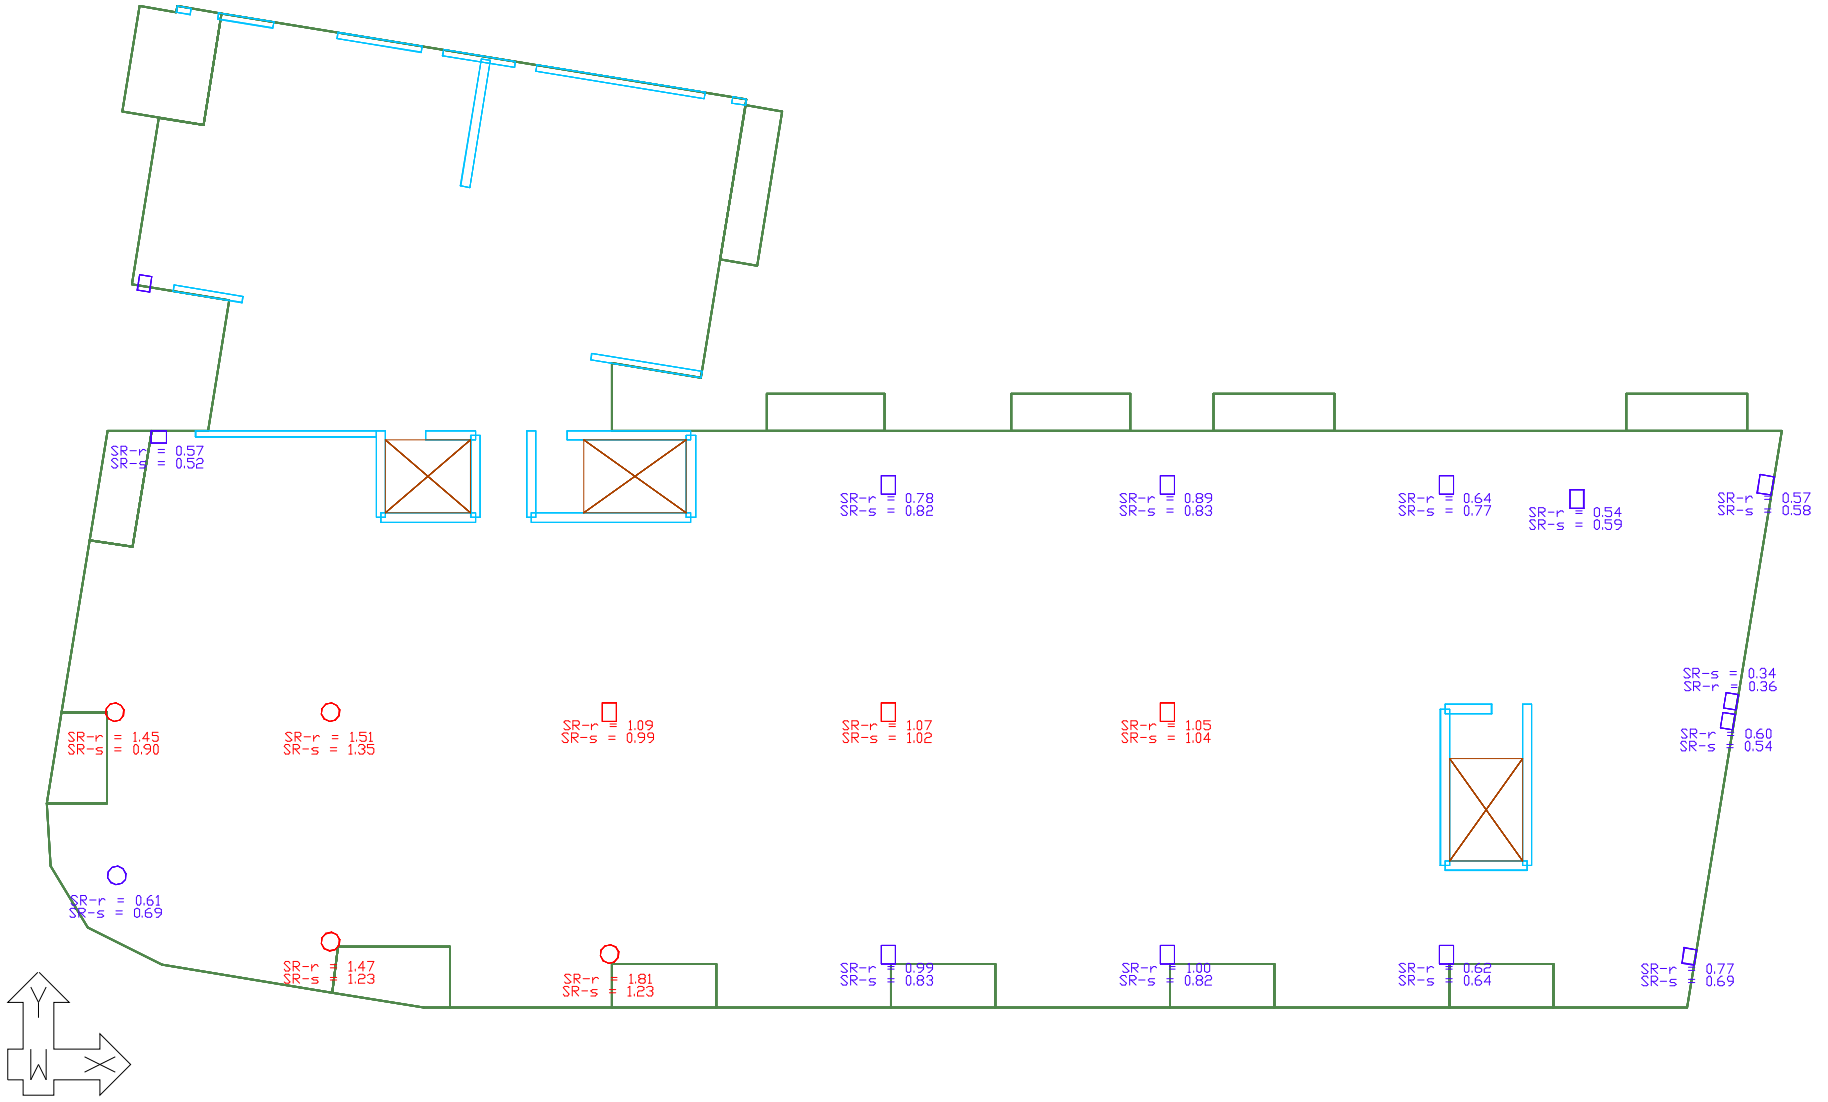 SR-r = 0.57
SR-s = 0.52
SR-r = 0.78
SR-s = 0.82
SR-r = 0.89
SR-s = 0.83
SR-r = 0.64
SR-s = 0.77
SR-r = 0.54
SR-s = 0.59
SR-r = 0.57
SR-s = 0.58
SR-s = 0.34
SR-r = 0.36
SR-r = 0.60
SR-s = 0.54
SR-r = 1.45
SR-s = 0.90
SR-r = 1.51
SR-s = 1.35
SR-r = 1.09
SR-s = 0.99
SR-r = 1.07
SR-s = 1.02
SR-r = 1.05
SR-s = 1.04
SR-r = 0.61
SR-s = 0.69
SR-r = 1.47
SR-s = 1.23
SR-r = 1.81
SR-s = 1.23
SR-r = 0.99
SR-s = 0.83
SR-r = 1.00
SR-s = 0.82
SR-r = 0.62
SR-s = 0.64
SR-r = 0.77
SR-s = 0.69
Y
W X